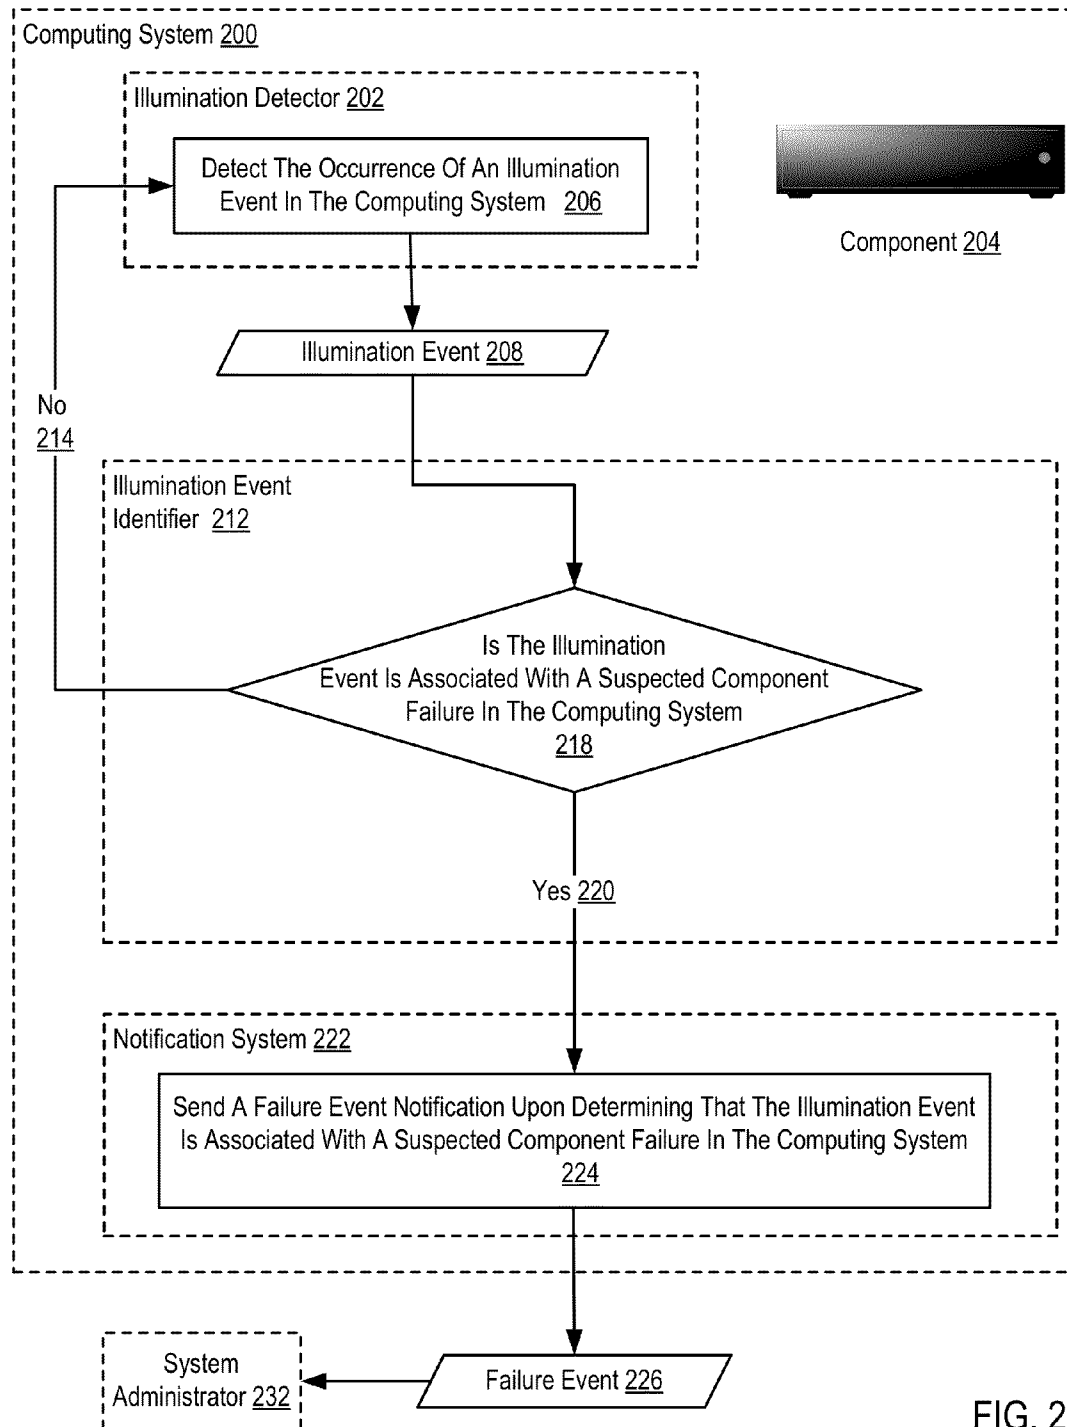 Computing System 200
Illumination Detector 202
Detect The Occurrence Of An Illumination
Event In The Computing System 206
Component 204
Illumination Event 208
No
214
Illumination Event
Identifier 212
Is The Illumination
Event Is Associated With A Suspected Component
Failure In The Computing System
218
Yes 220
Notification System 222
Send A Failure Event Notification Upon Determining That The Illumination Event
Is Associated With A Suspected Component Failure In The Computing System
224
System
Administrator 232
Failure Event 226
FIG. 2